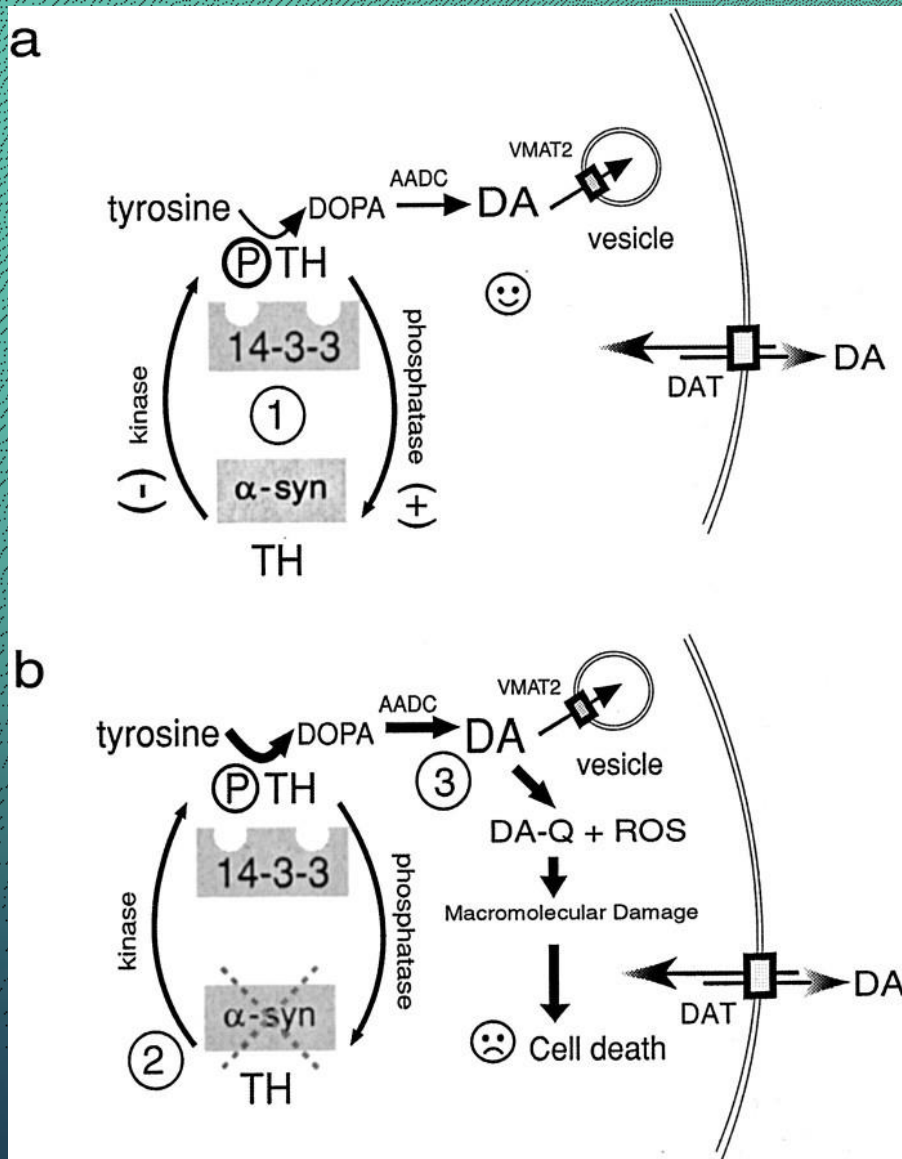 a
VMAT2
AADC
tyrosine DOPA DA
vesicle
P TH
14-3-3
kinase
phosphatase
1
DAT DA
(-)
(+)
α-syn
TH
b
VMAT2
AADC
tyrosine DOPA DA
3
vesicle
P TH
DA-Q + ROS
14-3-3
kinase
phosphatase
Macromolecular Damage
DAT DA
α-syn
2
Cell death
TH